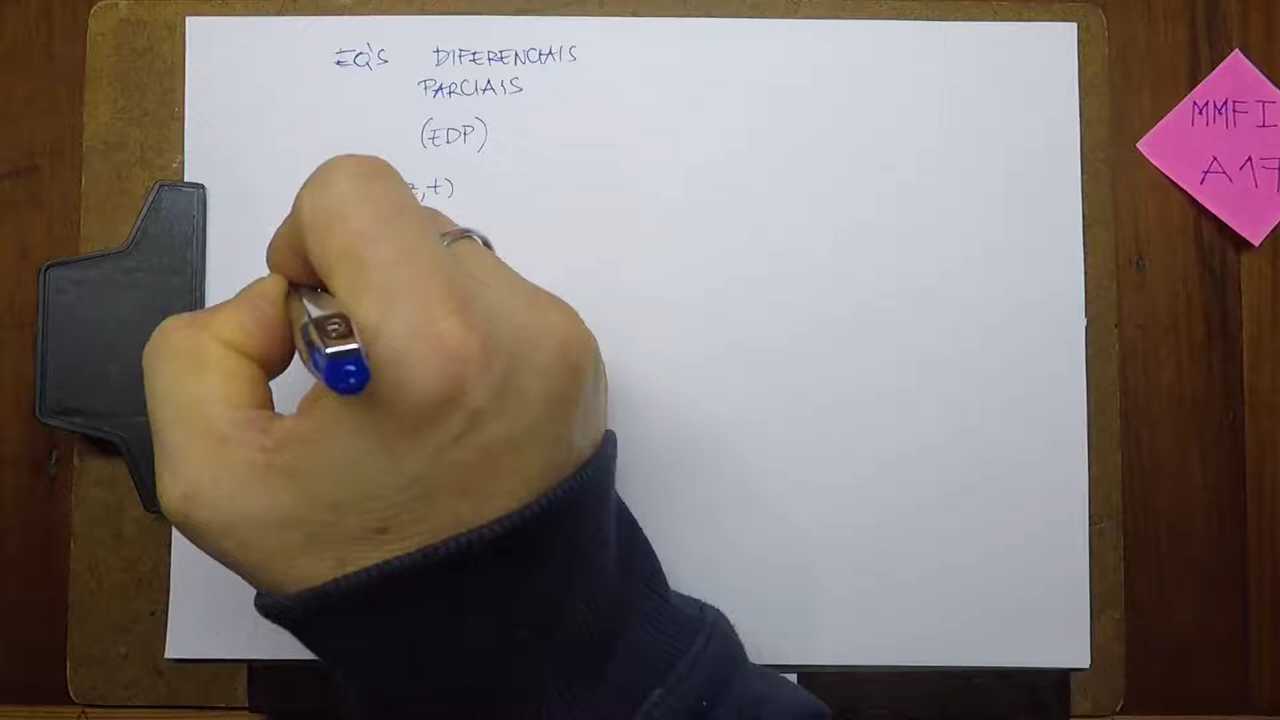 EQ'S DIFERENCIAIS
PARCIAIS
(EDP)
z,t)
MMFI
A17